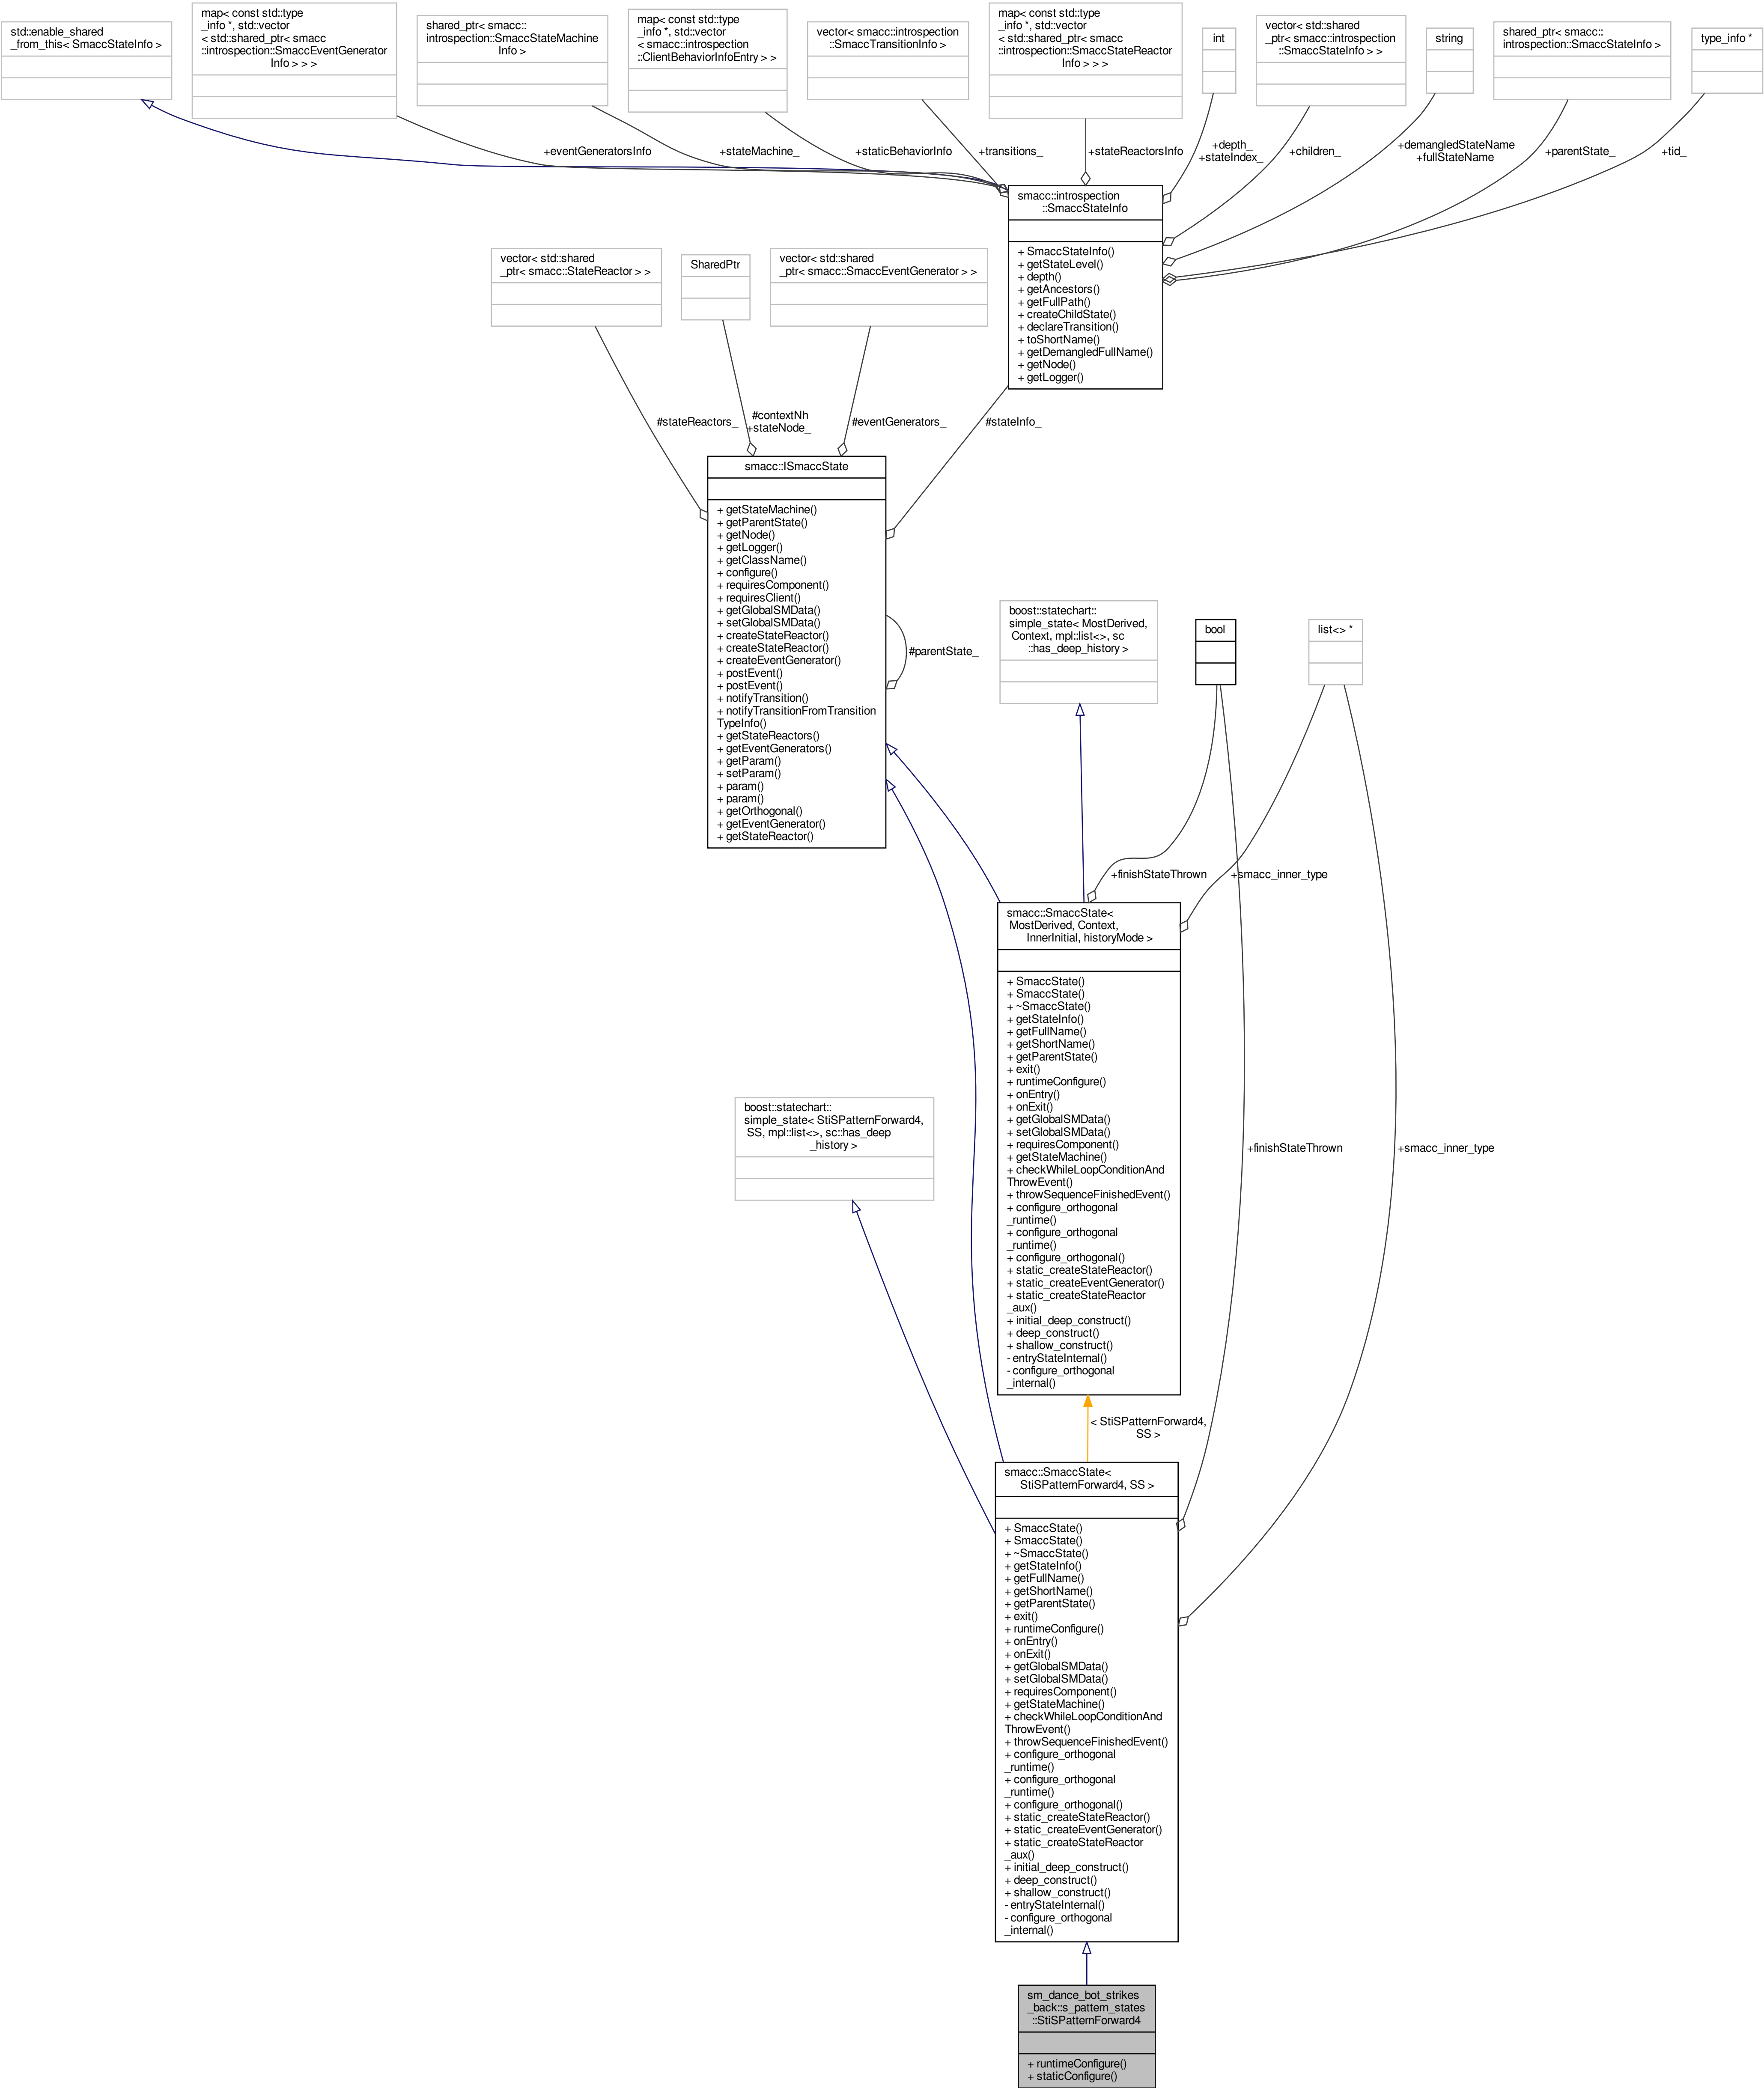 std::enable_shared
_from_this< SmaccStateInfo >
map< const std::type
_info *, std::vector
< std::shared_ptr< smacc
::introspection::SmaccEventGenerator
Info > > >
shared_ptr< smacc::
introspection::SmaccStateMachine
Info >
map< const std::type
_info *, std::vector
< smacc::introspection
::ClientBehaviorInfoEntry > >
vector< smacc::introspection
::SmaccTransitionInfo >
map< const std::type
_info *, std::vector
< std::shared_ptr< smacc
::introspection::SmaccStateReactor
Info > > >
int
vector< std::shared
_ptr< smacc::introspection
::SmaccStateInfo > >
string
shared_ptr< smacc::
introspection::SmaccStateInfo >
type_info *
+eventGeneratorsInfo
+stateMachine_
+staticBehaviorInfo
+transitions_
+stateReactorsInfo
+depth_
+stateIndex_
+children_
+demangledStateName
+fullStateName
+parentState_
+tid_
smacc::introspection
::SmaccStateInfo
+ SmaccStateInfo()
+ getStateLevel()
+ depth()
+ getAncestors()
+ getFullPath()
+ createChildState()
+ declareTransition()
+ toShortName()
+ getDemangledFullName()
+ getNode()
+ getLogger()
vector< std::shared
_ptr< smacc::StateReactor > >
SharedPtr
vector< std::shared
_ptr< smacc::SmaccEventGenerator > >
#stateReactors_
#contextNh
+stateNode_
#eventGenerators_
#stateInfo_
smacc::ISmaccState
+ getStateMachine()
+ getParentState()
+ getNode()
+ getLogger()
+ getClassName()
+ configure()
+ requiresComponent()
+ requiresClient()
+ getGlobalSMData()
+ setGlobalSMData()
+ createStateReactor()
+ createStateReactor()
+ createEventGenerator()
+ postEvent()
+ postEvent()
+ notifyTransition()
+ notifyTransitionFromTransition
TypeInfo()
+ getStateReactors()
+ getEventGenerators()
+ getParam()
+ setParam()
+ param()
+ param()
+ getOrthogonal()
+ getEventGenerator()
+ getStateReactor()
#parentState_
boost::statechart::
simple_state< MostDerived,
Context, mpl::list<>, sc
::has_deep_history >
bool
list<> *
+finishStateThrown
+smacc_inner_type
smacc::SmaccState<
MostDerived, Context,
InnerInitial, historyMode >
+ SmaccState()
+ SmaccState()
+ ~SmaccState()
+ getStateInfo()
+ getFullName()
+ getShortName()
+ getParentState()
+ exit()
+ runtimeConfigure()
+ onEntry()
+ onExit()
+ getGlobalSMData()
+ setGlobalSMData()
+ requiresComponent()
+ getStateMachine()
+ checkWhileLoopConditionAnd
ThrowEvent()
+ throwSequenceFinishedEvent()
+ configure_orthogonal
_runtime()
+ configure_orthogonal
_runtime()
+ configure_orthogonal()
+ static_createStateReactor()
+ static_createEventGenerator()
+ static_createStateReactor
_aux()
+ initial_deep_construct()
+ deep_construct()
+ shallow_construct()
- entryStateInternal()
- configure_orthogonal
_internal()
boost::statechart::
simple_state< StiSPatternForward4,
SS, mpl::list<>, sc::has_deep
_history >
+finishStateThrown
+smacc_inner_type
< StiSPatternForward4,
SS >
smacc::SmaccState<
StiSPatternForward4, SS >
+ SmaccState()
+ SmaccState()
+ ~SmaccState()
+ getStateInfo()
+ getFullName()
+ getShortName()
+ getParentState()
+ exit()
+ runtimeConfigure()
+ onEntry()
+ onExit()
+ getGlobalSMData()
+ setGlobalSMData()
+ requiresComponent()
+ getStateMachine()
+ checkWhileLoopConditionAnd
ThrowEvent()
+ throwSequenceFinishedEvent()
+ configure_orthogonal
_runtime()
+ configure_orthogonal
_runtime()
+ configure_orthogonal()
+ static_createStateReactor()
+ static_createEventGenerator()
+ static_createStateReactor
_aux()
+ initial_deep_construct()
+ deep_construct()
+ shallow_construct()
- entryStateInternal()
- configure_orthogonal
_internal()
sm_dance_bot_strikes
_back::s_pattern_states
::StiSPatternForward4
+ runtimeConfigure()
+ staticConfigure()